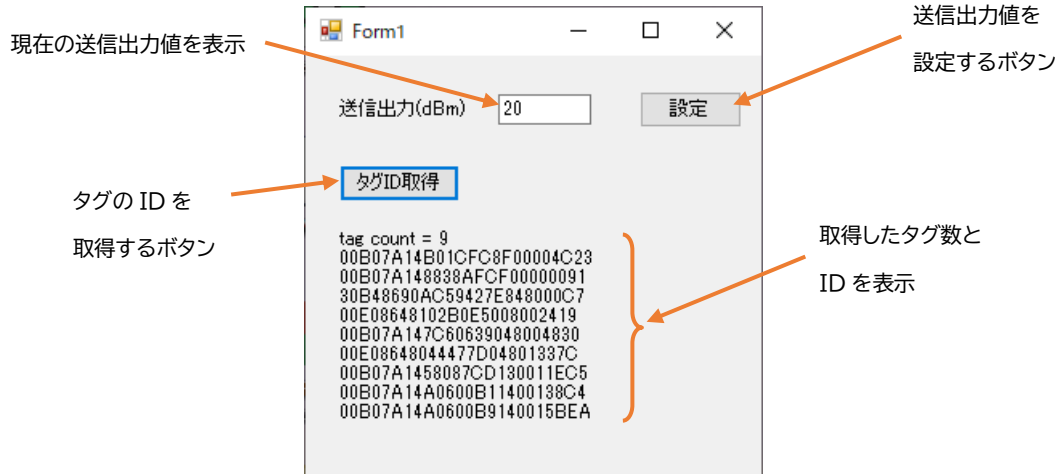 送信出力値を
設定するボタン
現在の送信出力値を表示
Form1
送信出力(dBm)
20
設定
タグID取得
タグの ID を
取得するボタン
tag count = 9
00B07A14B01CFC8F00004C23
00B07A148838AFCF00000091
30B48690AC59427E848000C7
00E08648102B0E5008002419
00B07A147C60639048004830
00E08648044477D04801337C
00B07A1458087CD130011EC5
00B07A14A0600B11400138C4
00B07A14A0600B9140015BEA
取得したタグ数と
ID を表示